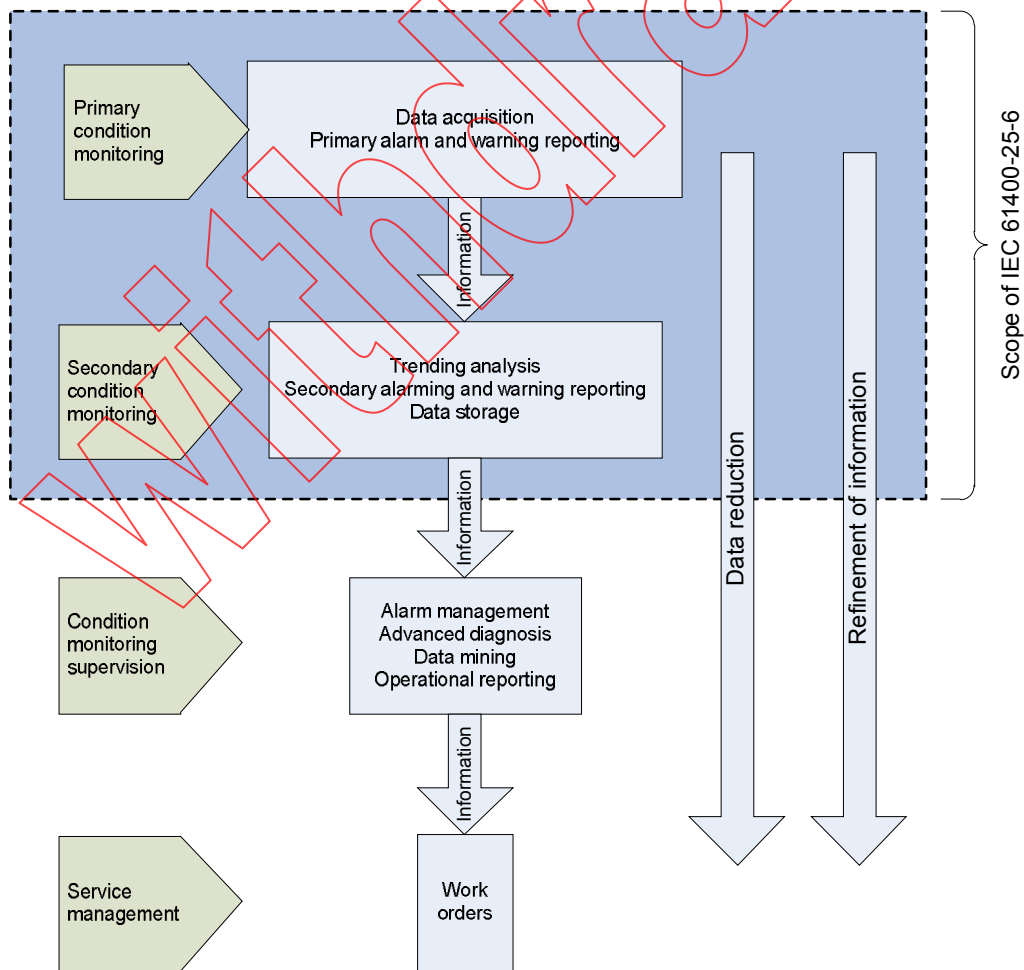 Primary
condition
monitoring
Data acquisition
Primary alarm and warning reporting
Information
Secondary
condition
monitoring
Trending analysis
Secondary alarming and warning reporting
Data storage
Information
Condition
monitoring
supervision
Alarm management
Advanced diagnosis
Data mining
Operational reporting
Information
Service
management
Work
orders
Data reduction
Refinement of information
Scope of IEC 61400-25-6